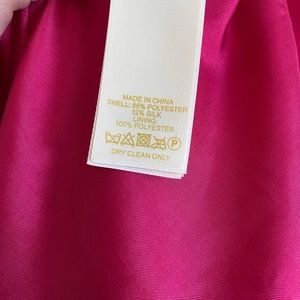 MADE IN CHINA
SHELL: 88% POLYESTER
12% SILK
LINING:
100% POLYESTER
P
DRY CLEAN ONLY